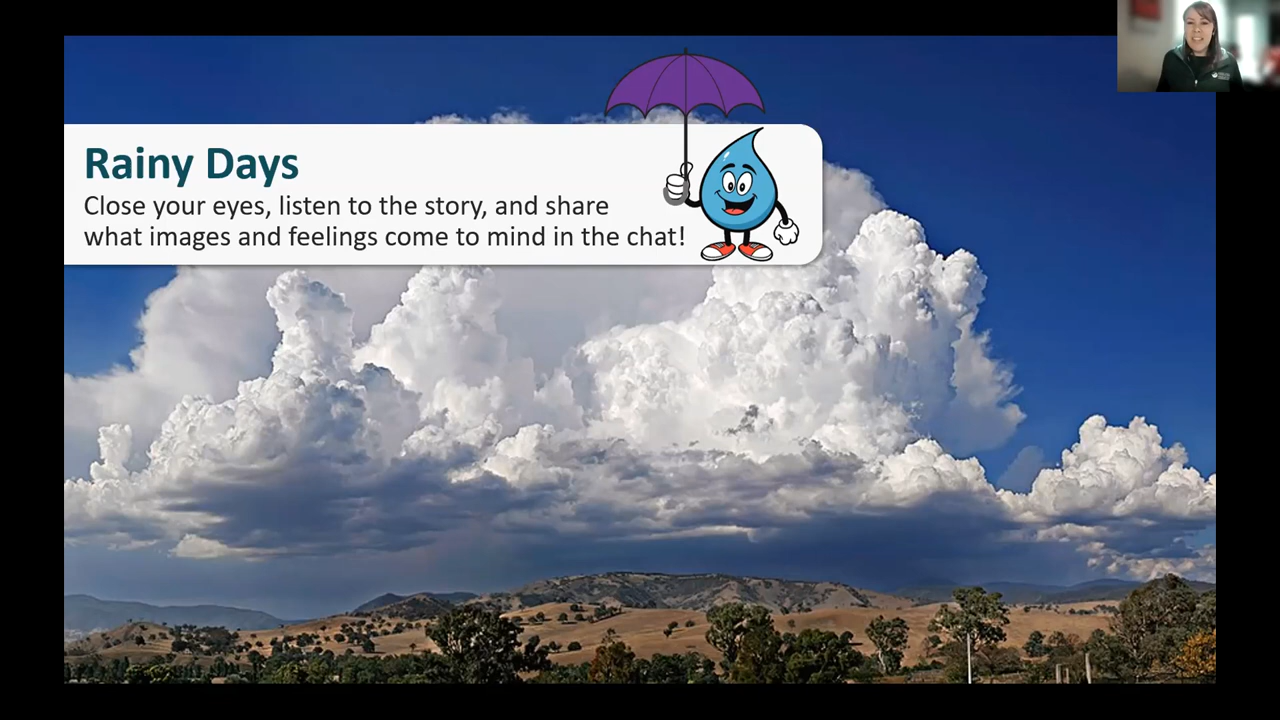 Rainy Days
Close your eyes, listen to the story, and share
what images and feelings come to mind in the chat!